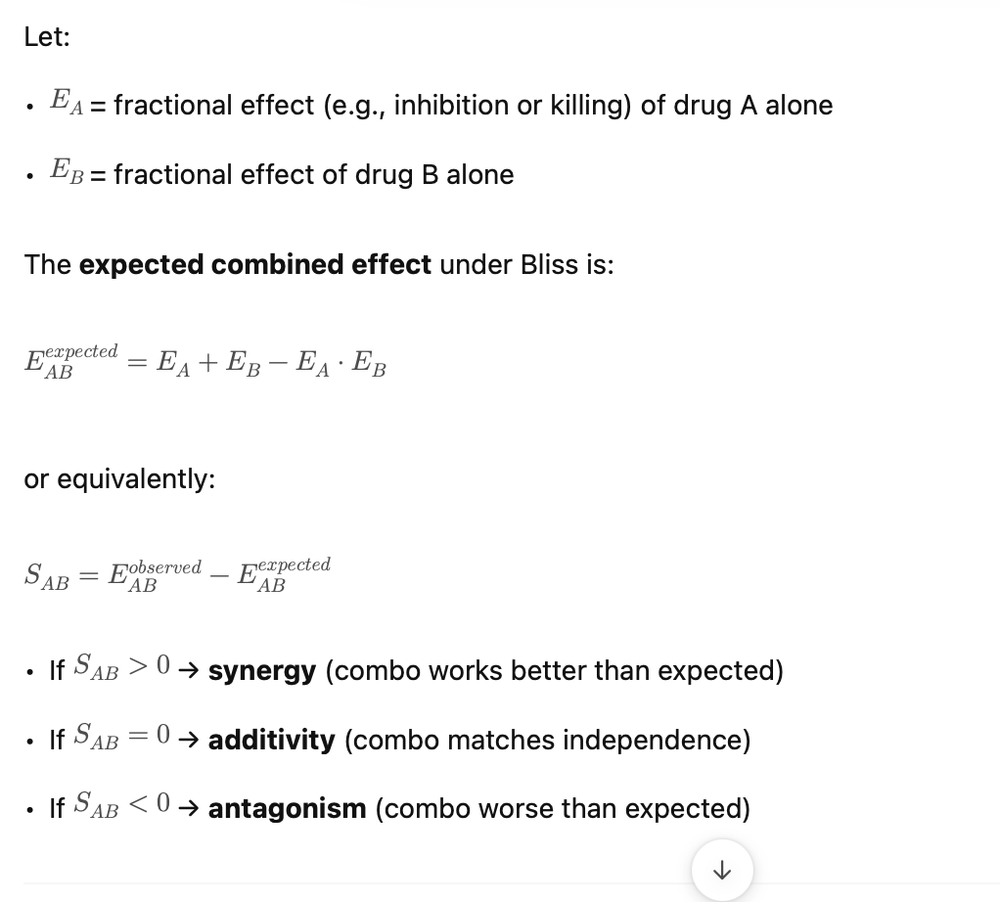 Let:
• E_A = fractional effect (e.g., inhibition or killing) of drug A alone
• E_B = fractional effect of drug B alone
The expected combined effect under Bliss is:
E_{AB}^{expected} = E_A + E_B − E_A · E_B
or equivalently:
S_{AB} = E_{AB}^{observed} − E_{AB}^{expected}
• If S_{AB} > 0 → synergy (combo works better than expected)
• If S_{AB} = 0 → additivity (combo matches independence)
• If S_{AB} < 0 → antagonism (combo worse than expected)